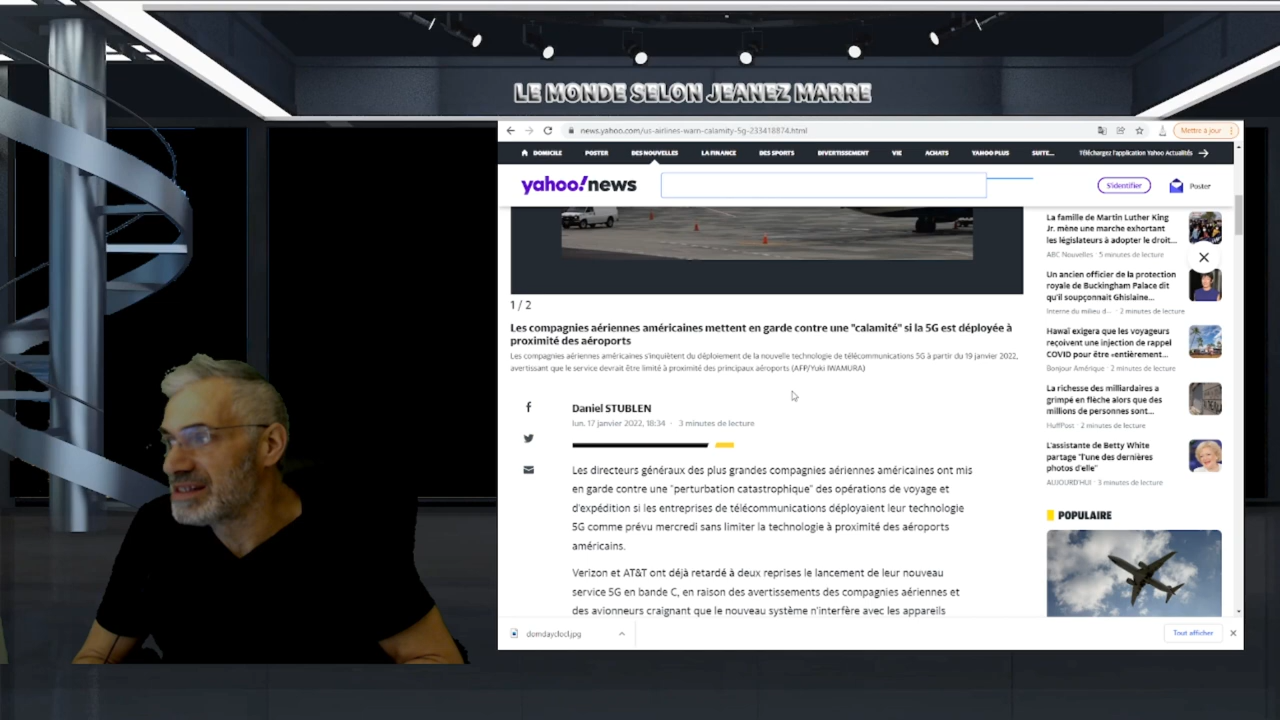 LE MONDE SELON JEANEZ MARRE
news.yahoo.com/us-airlines-warn-calamity-5g-233418874.html
Mettre à jour
DOMICILE POSTER DES NOUVELLES LA FINANCE DES SPORTS DIVERTISSEMENT VIE ACHATS YAHOO PLUS SUITE... Téléchargez l'application Yahoo Actualités
yahoo!news
S'identifier
Poster
1 / 2
Les compagnies aériennes américaines mettent en garde contre une "calamité" si la 5G est déployée à
proximité des aéroports
Les compagnies aériennes américaines s'inquiètent du déploiement de la nouvelle technologie de télécommunications 5G à partir du 19 janvier 2022,
avertissant que le service devrait être limité à proximité des principaux aéroports (AFP/Yuki IWAMURA)
Daniel STUBLEN
lun. 17 janvier 2022, 18:34 · 3 minutes de lecture
Les directeurs généraux des plus grandes compagnies aériennes américaines ont mis
en garde contre une "perturbation catastrophique" des opérations de voyage et
d'expédition si les entreprises de télécommunications déployaient leur technologie
5G comme prévu mercredi sans limiter la technologie à proximité des aéroports
américains.
Verizon et AT&T ont déjà retardé à deux reprises le lancement de leur nouveau
service 5G en bande C, en raison des avertissements des compagnies aériennes et
des avionneurs craignant que le nouveau système n'interfère avec les appareils
La famille de Martin Luther King
Jr. mène une marche exhortant
les législateurs à adopter le droit...
ABC Nouvelles · 5 minutes de lecture
Un ancien officier de la protection
royale de Buckingham Palace dit
qu'il soupçonnait Ghislaine...
Interne du milieu d... · 2 minutes de lecture
Hawaï exigera que les voyageurs
reçoivent une injection de rappel
COVID pour être «entièrement...
Bonjour Amérique · 2 minutes de lecture
La richesse des milliardaires a
grimpé en flèche alors que des
millions de personnes sont...
HuffPost · 2 minutes de lecture
L'assistante de Betty White
partage "l'une des dernières
photos d'elle"
AUJOURD'HUI · 3 minutes de lecture
POPULAIRE
domdayclocl.jpg
Tout afficher